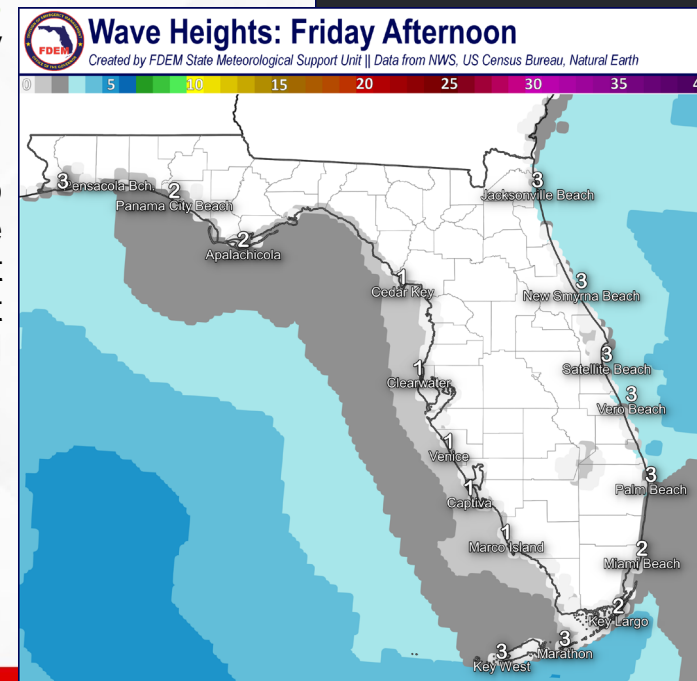 Wave Heights: Friday Afternoon
FDEM
Created by FDEM State Meteorological Support Unit || Data from NWS, US Census Bureau, Natural Earth
0 5 10 15 20 25 30 35 4
3
Pensacola Bch.
2
Panama City Beach
2
Apalachicola
1
Cedar Key
1
Clearwater
1
Venice
1
Captiva
1
Marco Island
3
Jacksonville Beach
3
New Smyrna Beach
3
Satellite Beach
3
Vero Beach
3
Palm Beach
2
Miami Beach
2
Key Largo
3
Marathon
3
Key West